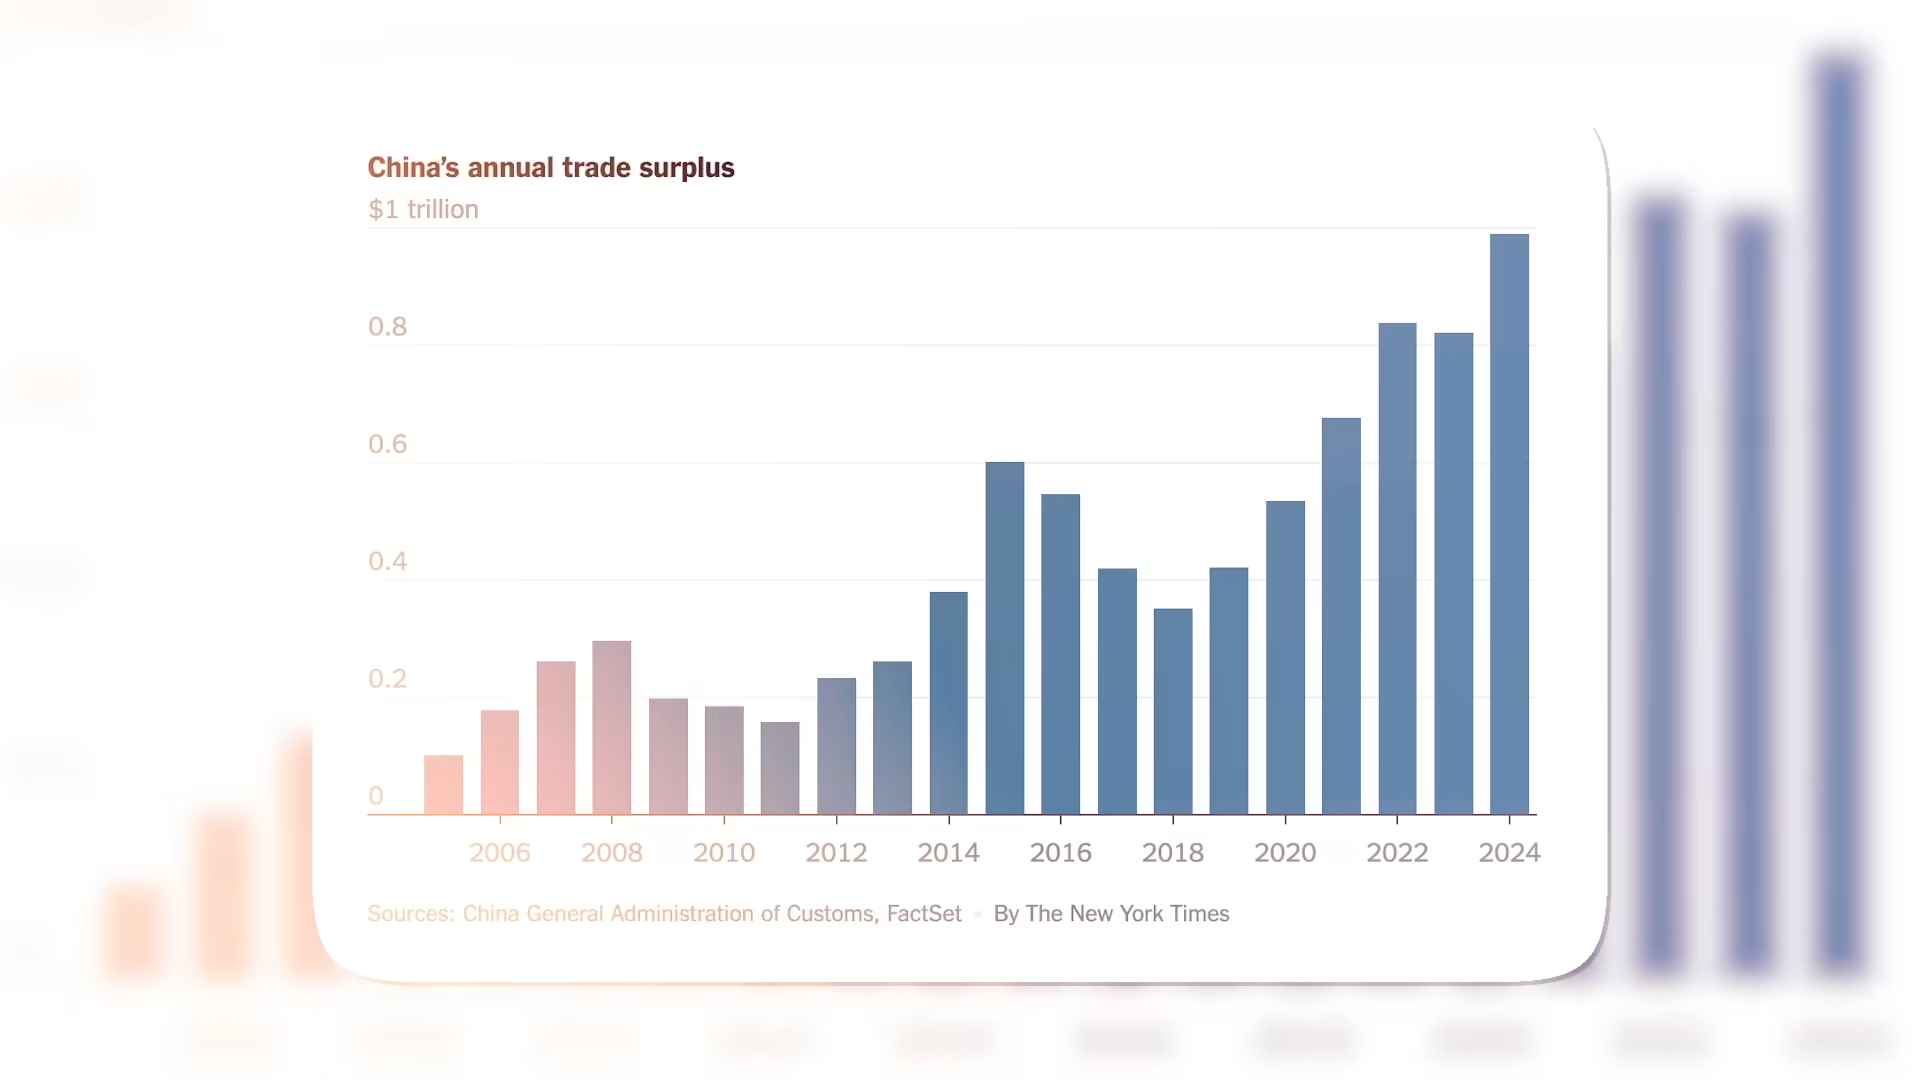 China’s annual trade surplus
$1 trillion
0.8
0.6
0.4
0.2
0
2006 2008 2010 2012 2014 2016 2018 2020 2022 2024
Sources: China General Administration of Customs, FactSet • By The New York Times